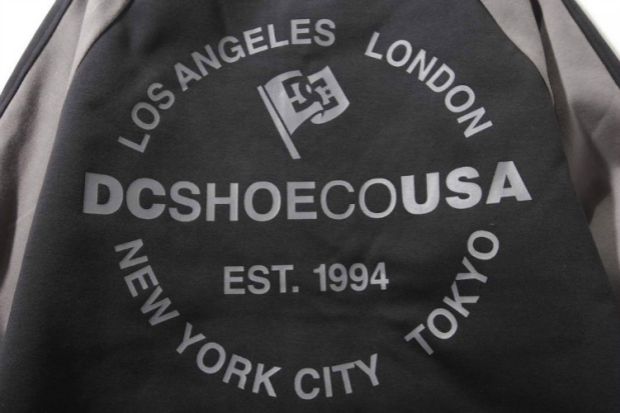 LOS ANGELES LONDON
DCSHOECOUSA
EST. 1994
NEW YORK CITY TOKYO